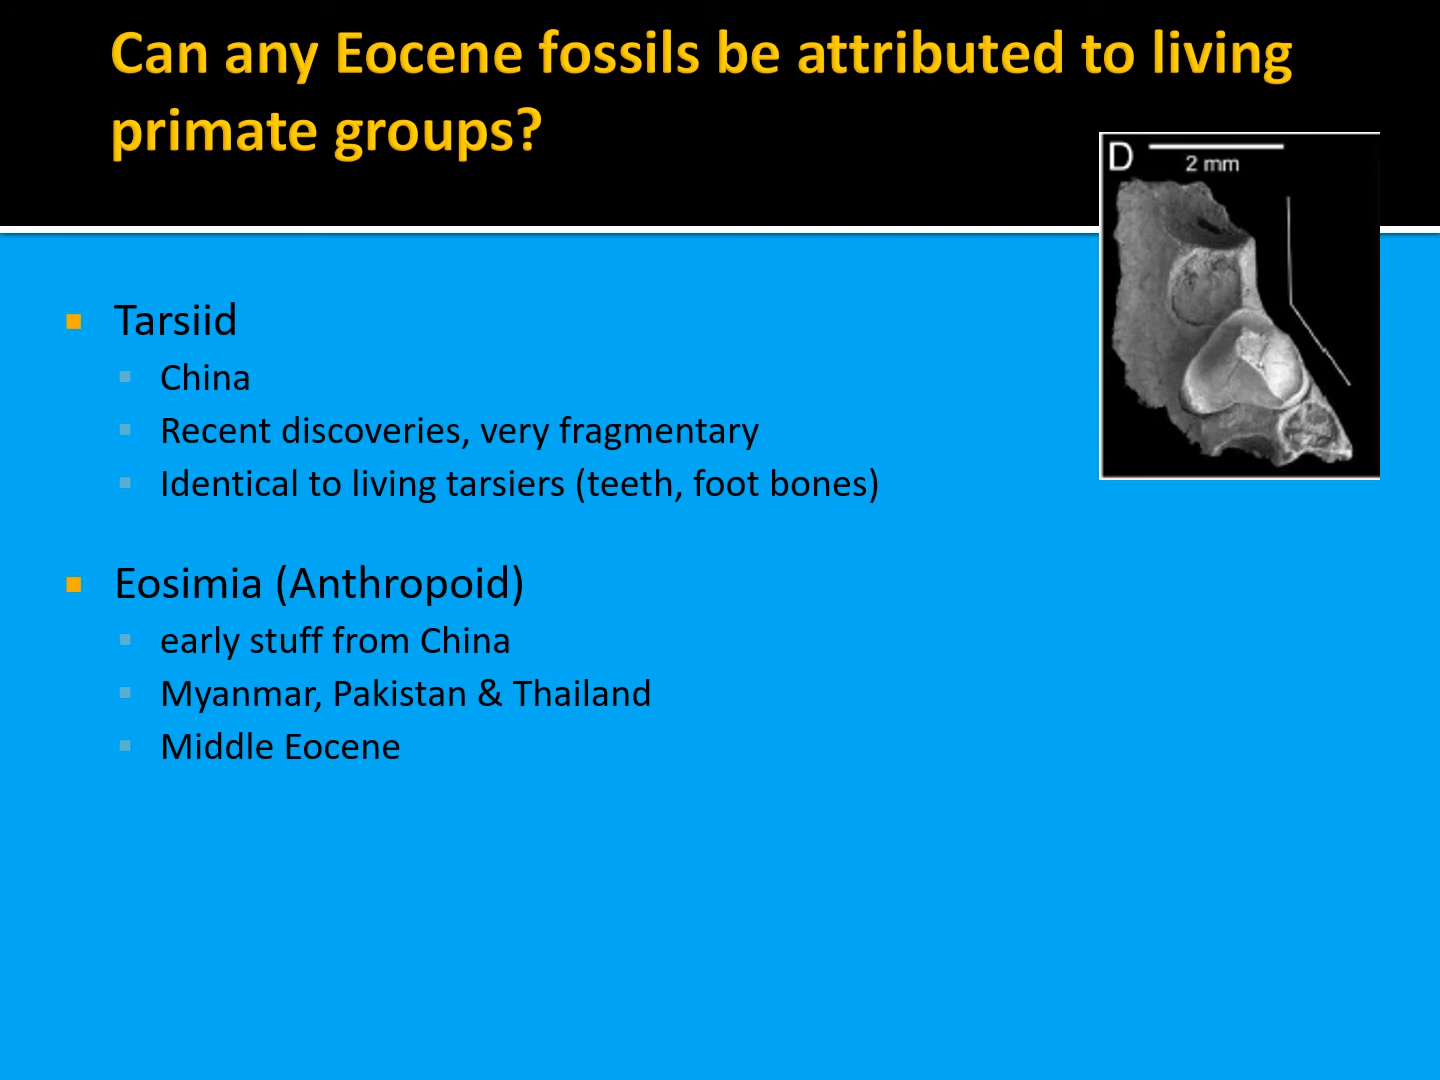 Can any Eocene fossils be attributed to living
primate groups?
D
2 mm
Tarsiid
China
Recent discoveries, very fragmentary
Identical to living tarsiers (teeth, foot bones)
Eosimia (Anthropoid)
early stuff from China
Myanmar, Pakistan & Thailand
Middle Eocene